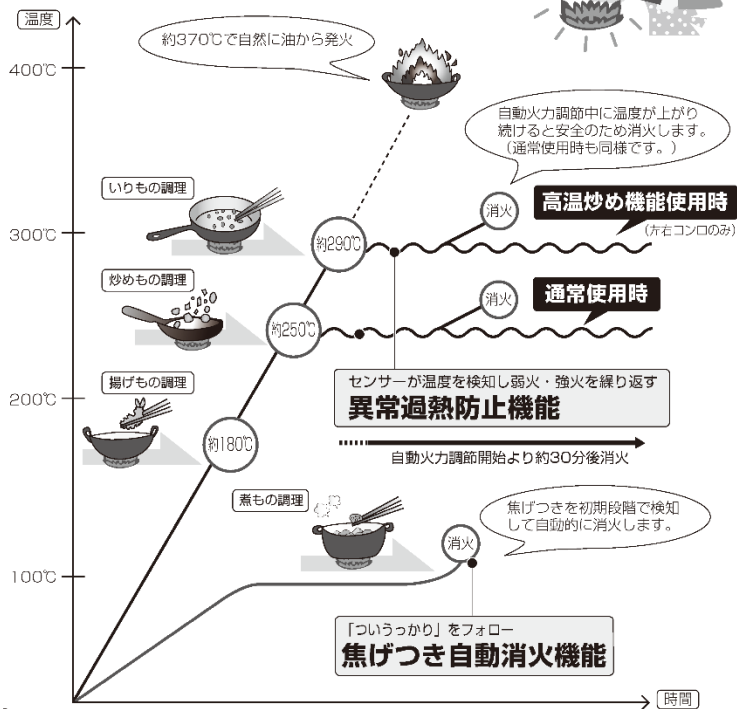 温度
400℃
300℃
200℃
100℃
約370℃で自然に油から発火
自動火力調節中に温度が上がり
続けると安全のため消火します。
(通常使用時も同様です。)
いりもの調理
約290℃
消火
高温炒め機能使用時
(左右コンロのみ)
炒めもの調理
約250℃
消火
通常使用時
揚げもの調理
約180℃
センサーが温度を検知し弱火・強火を繰り返す
異常過熱防止機能
自動火力調節開始より約30分後消火
煮もの調理
消火
焦げつきを初期段階で検知
して自動的に消火します。
「ついうっかり」をフォロー
焦げつき自動消火機能
時間